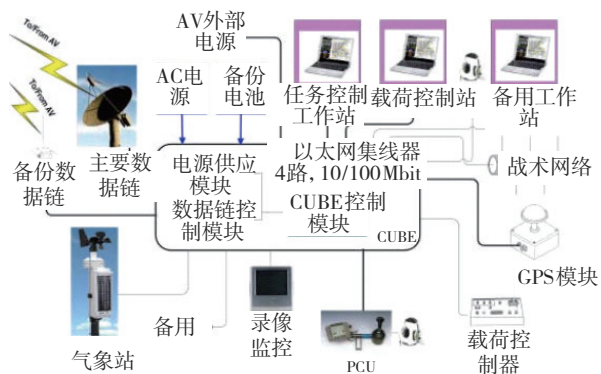 To/From AV
To/From AV
AV外部
电源
AC电
源
备份
电池
任务控制
工作站
载荷控制站
备用工作
站
备份数
据链
主要数
据链
电源供应
模块
数据链控
制模块
以太网集线器
4路, 10/100Mbit
CUBE控制
模块
CUBE
战术网络
GPS模块
气象站
备用
录像
监控
PCU
载荷控
制器